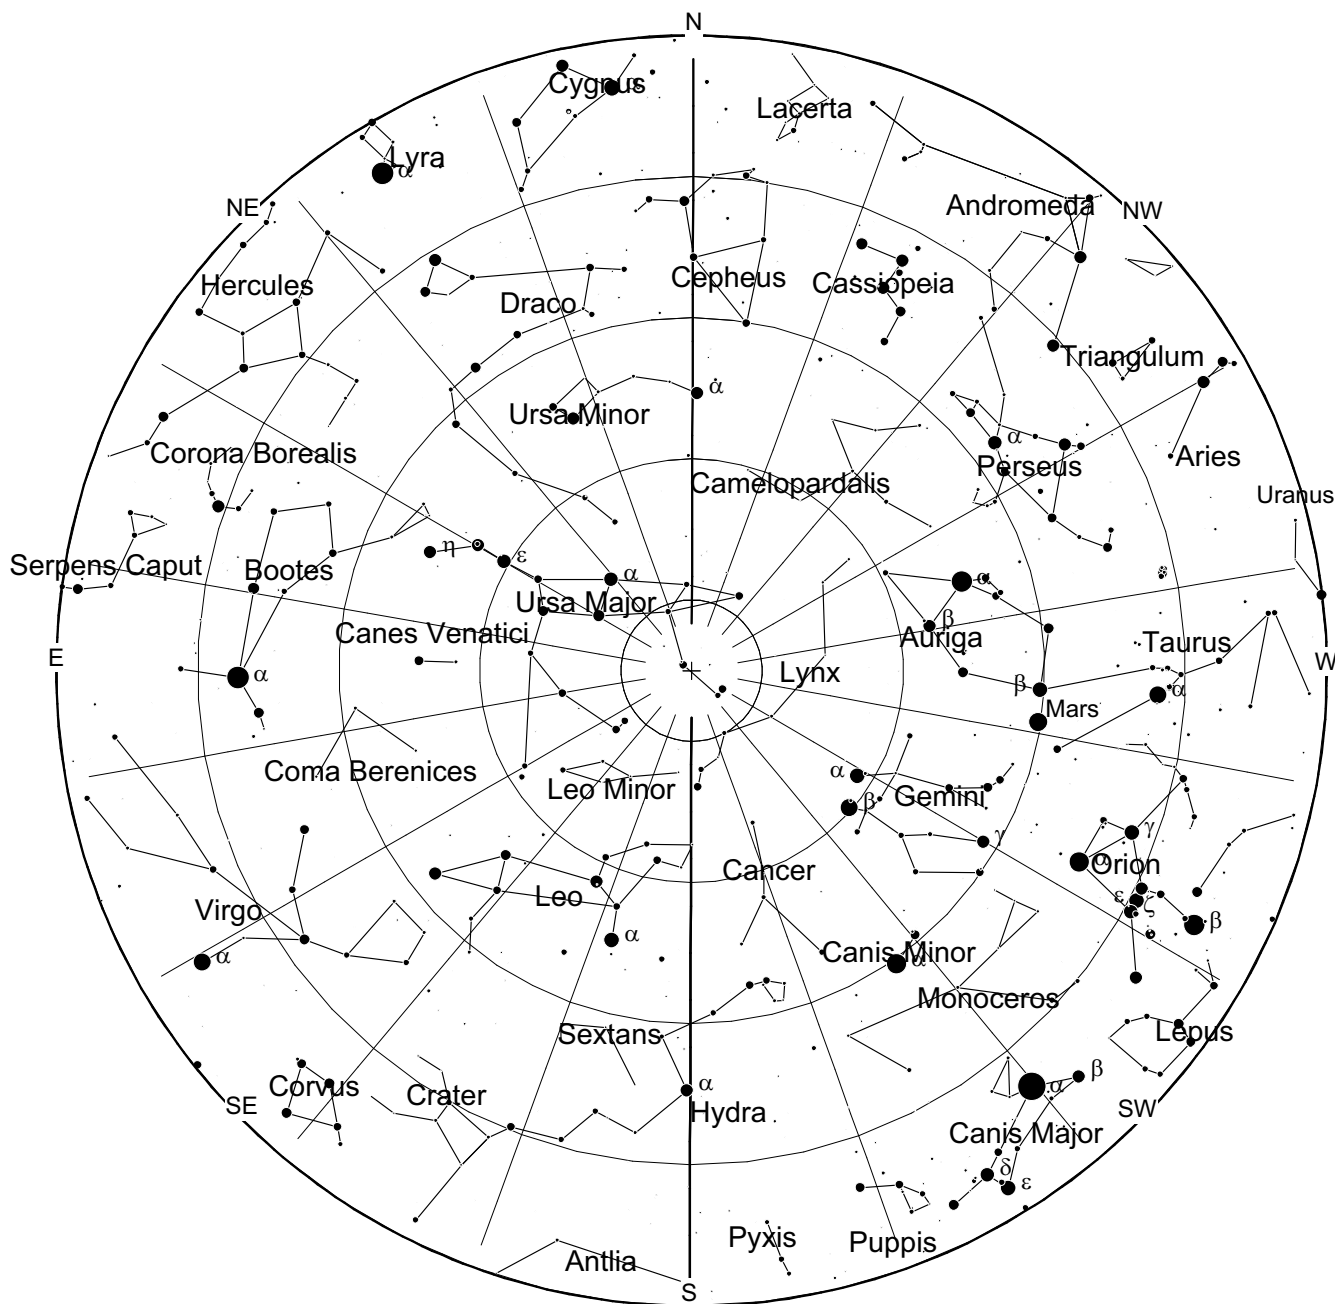 N
Cygnus
Lacerta
Lyra
α
NE
Andromeda
NW
Hercules
Draco
Cepheus
Cassiopeia
Triangulum
Ursa Minor
α
α
Corona Borealis
Perseus
Aries
Camelopardalis
Uranus
η
ε
Serpens Caput
Bootes
α
α
Ursa Major
β
Canes Venatici
Auriga
Taurus
E
W
Lynx
α
β
α
Mars
Coma Berenices
α
Leo Minor
Gemini
β
γ
γ
Cancer
α
Orion
Leo
ε
ζ
Virgo
β
α
Canis Minor
α
α
Monoceros
Sextans
Lepus
Corvus
Crater
α
α
β
SE
Hydra
SW
Canis Major
δ
ε
Pyxis
Puppis
Antlia
S